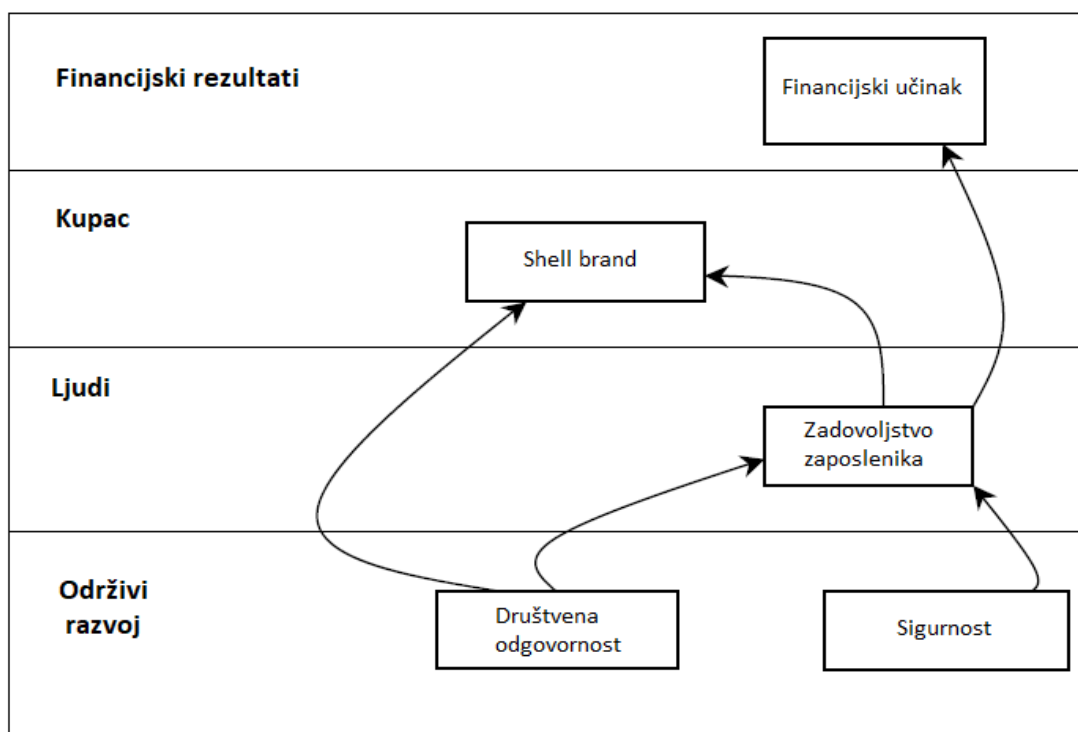 Financijski rezultati
Financijski učinak
Kupac
Shell brand
Ljudi
Zadovoljstvo
zaposlenika
Održivi
razvoj
Društvena
odgovornost
Sigurnost